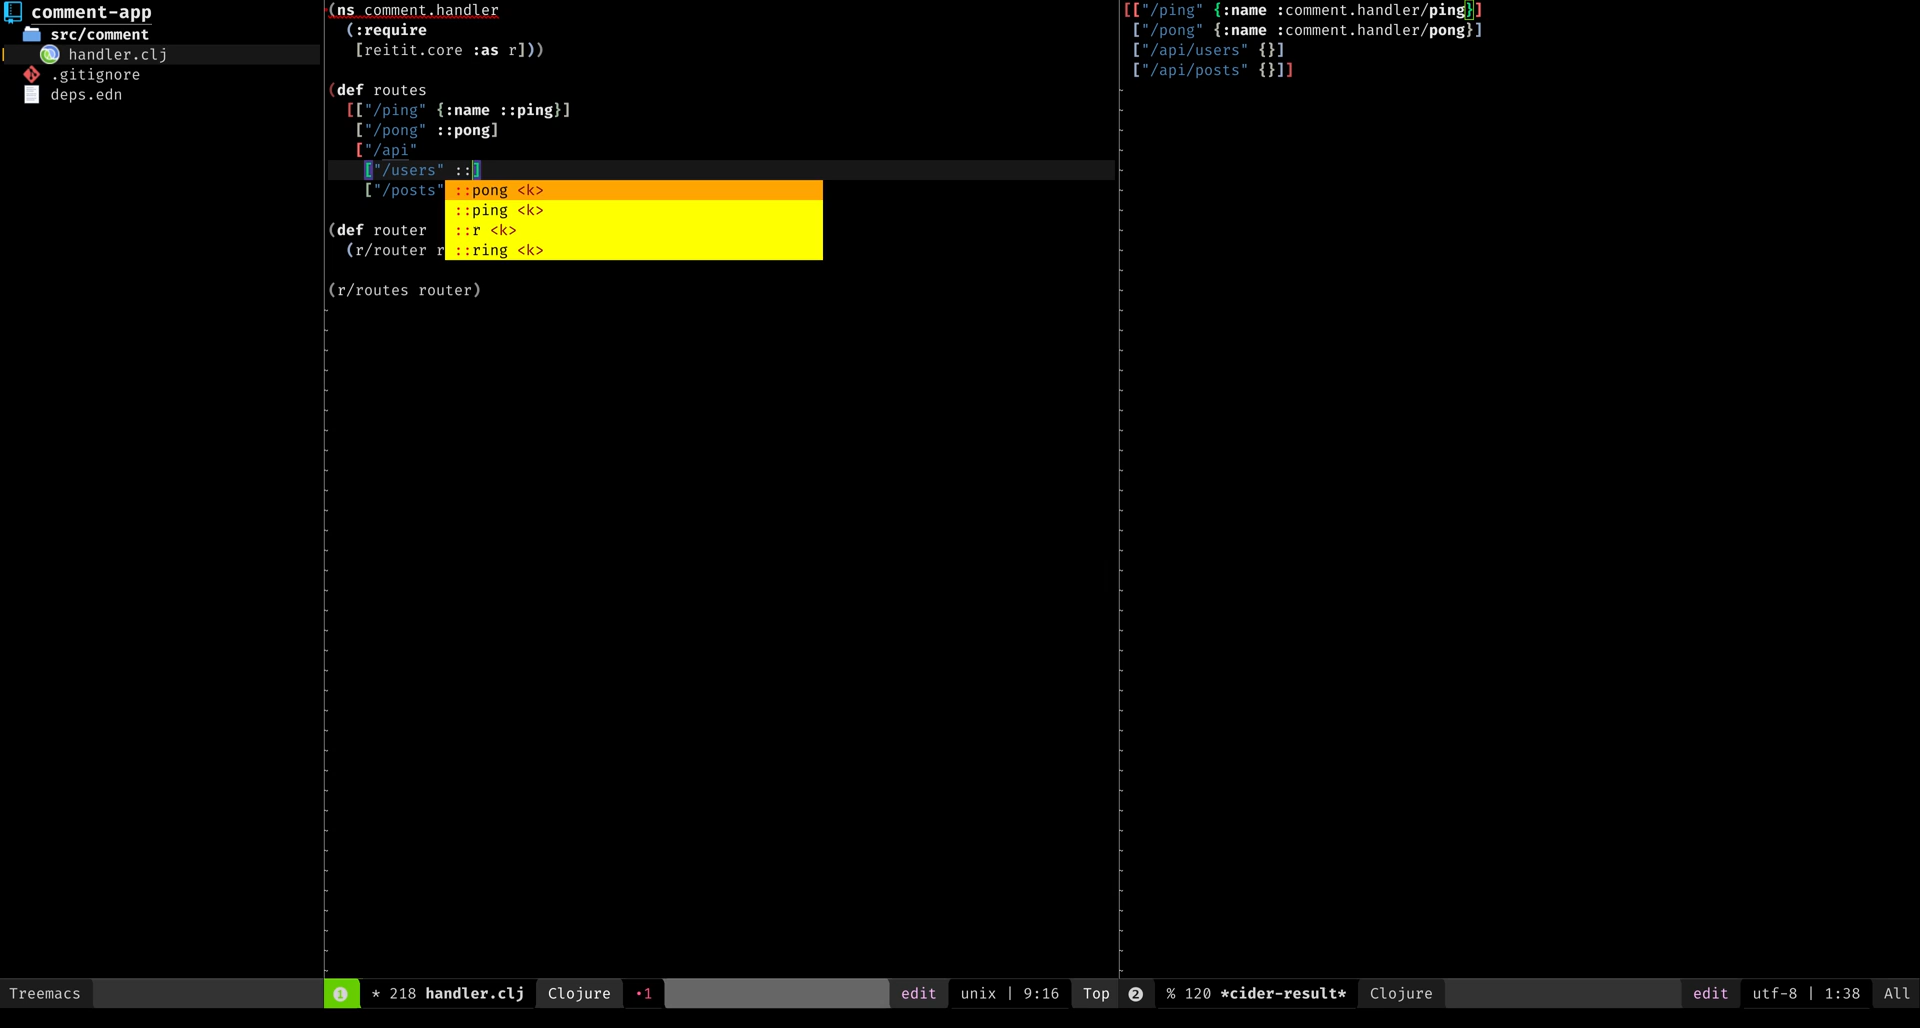 comment-app
src/comment
handler.clj
.gitignore
deps.edn
(ns comment.handler
(:require
[reitit.core :as r]))
(def routes
[["/ping" {:name ::ping}]
["/pong" ::pong]
["/api"
["/users" ::]
["/posts"
::pong <k>
::ping <k>
::r <k>
::ring <k>
(def router
(r/router r
(r/routes router)
[["/ping" {:name :comment.handler/ping}]
["/pong" {:name :comment.handler/pong}]
["/api/users" {}]
["/api/posts" {}]]
Treemacs
1 * 218 handler.clj Clojure •1 edit unix | 9:16 Top
2 % 120 *cider-result* Clojure edit utf-8 | 1:38 All